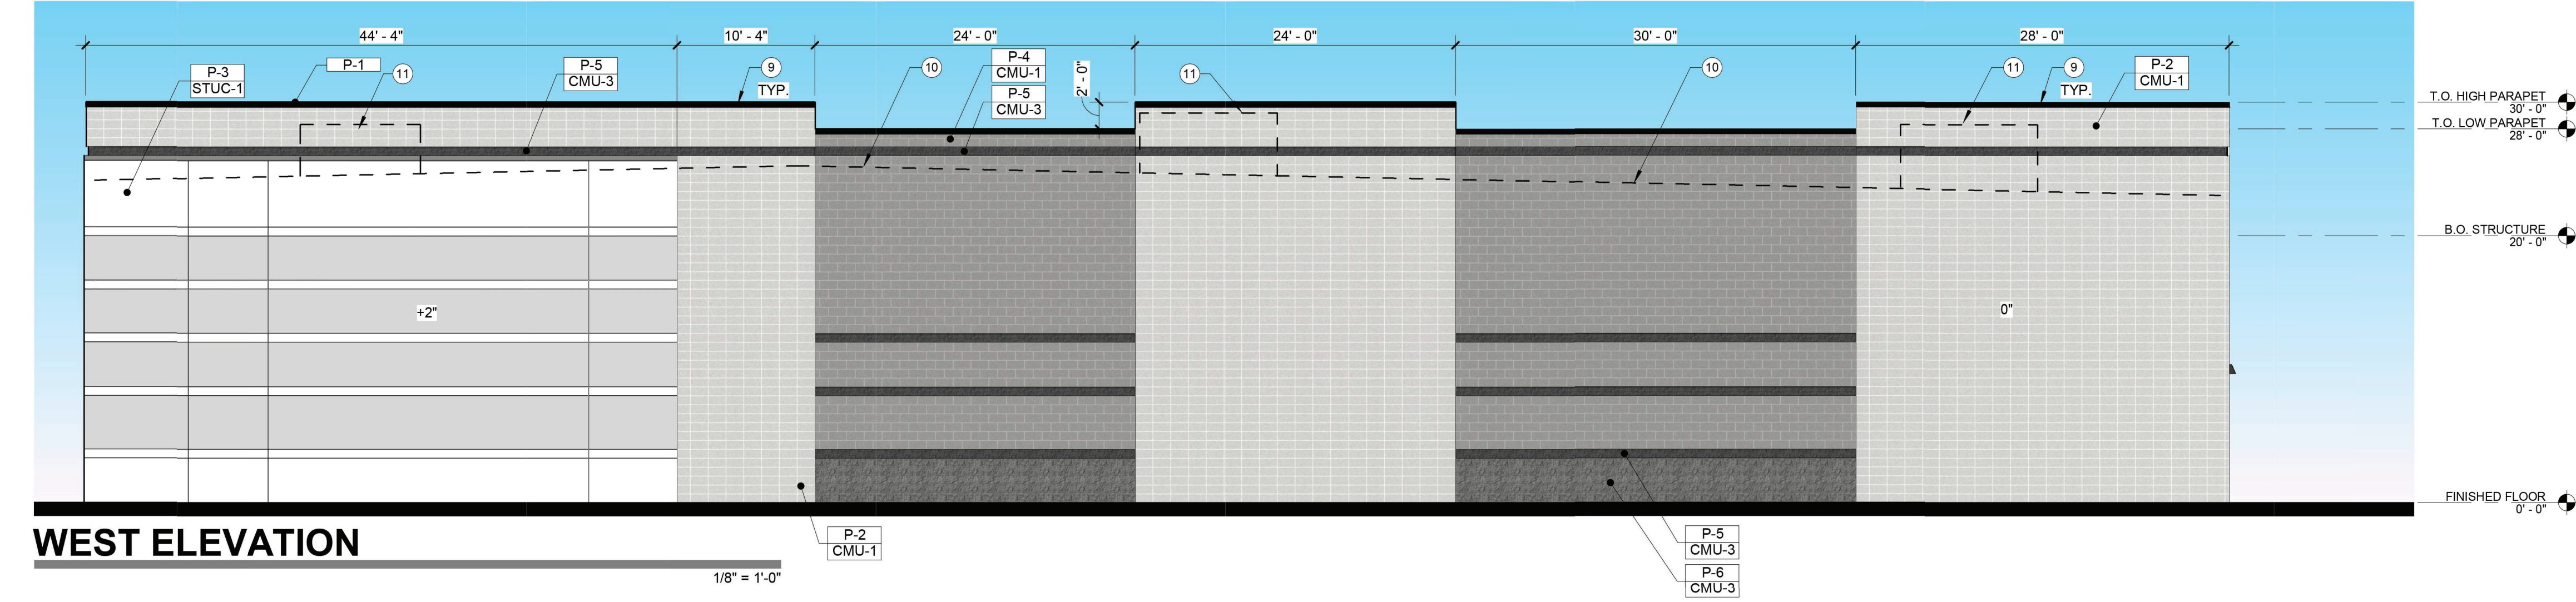 44' - 4"
10' - 4"
24' - 0"
24' - 0"
30' - 0"
28' - 0"
P-3
STUC-1
P-1
11
P-5
CMU-3
9
TYP.
10
P-4
CMU-1
P-5
CMU-3
2' - 0"
11
10
11
9
TYP.
P-2
CMU-1
T.O. HIGH PARAPET
30' - 0"
T.O. LOW PARAPET
28' - 0"
B.O. STRUCTURE
20' - 0"
+2"
0"
FINISHED FLOOR
0' - 0"
WEST ELEVATION
1/8" = 1'-0"
P-2
CMU-1
P-5
CMU-3
P-6
CMU-3